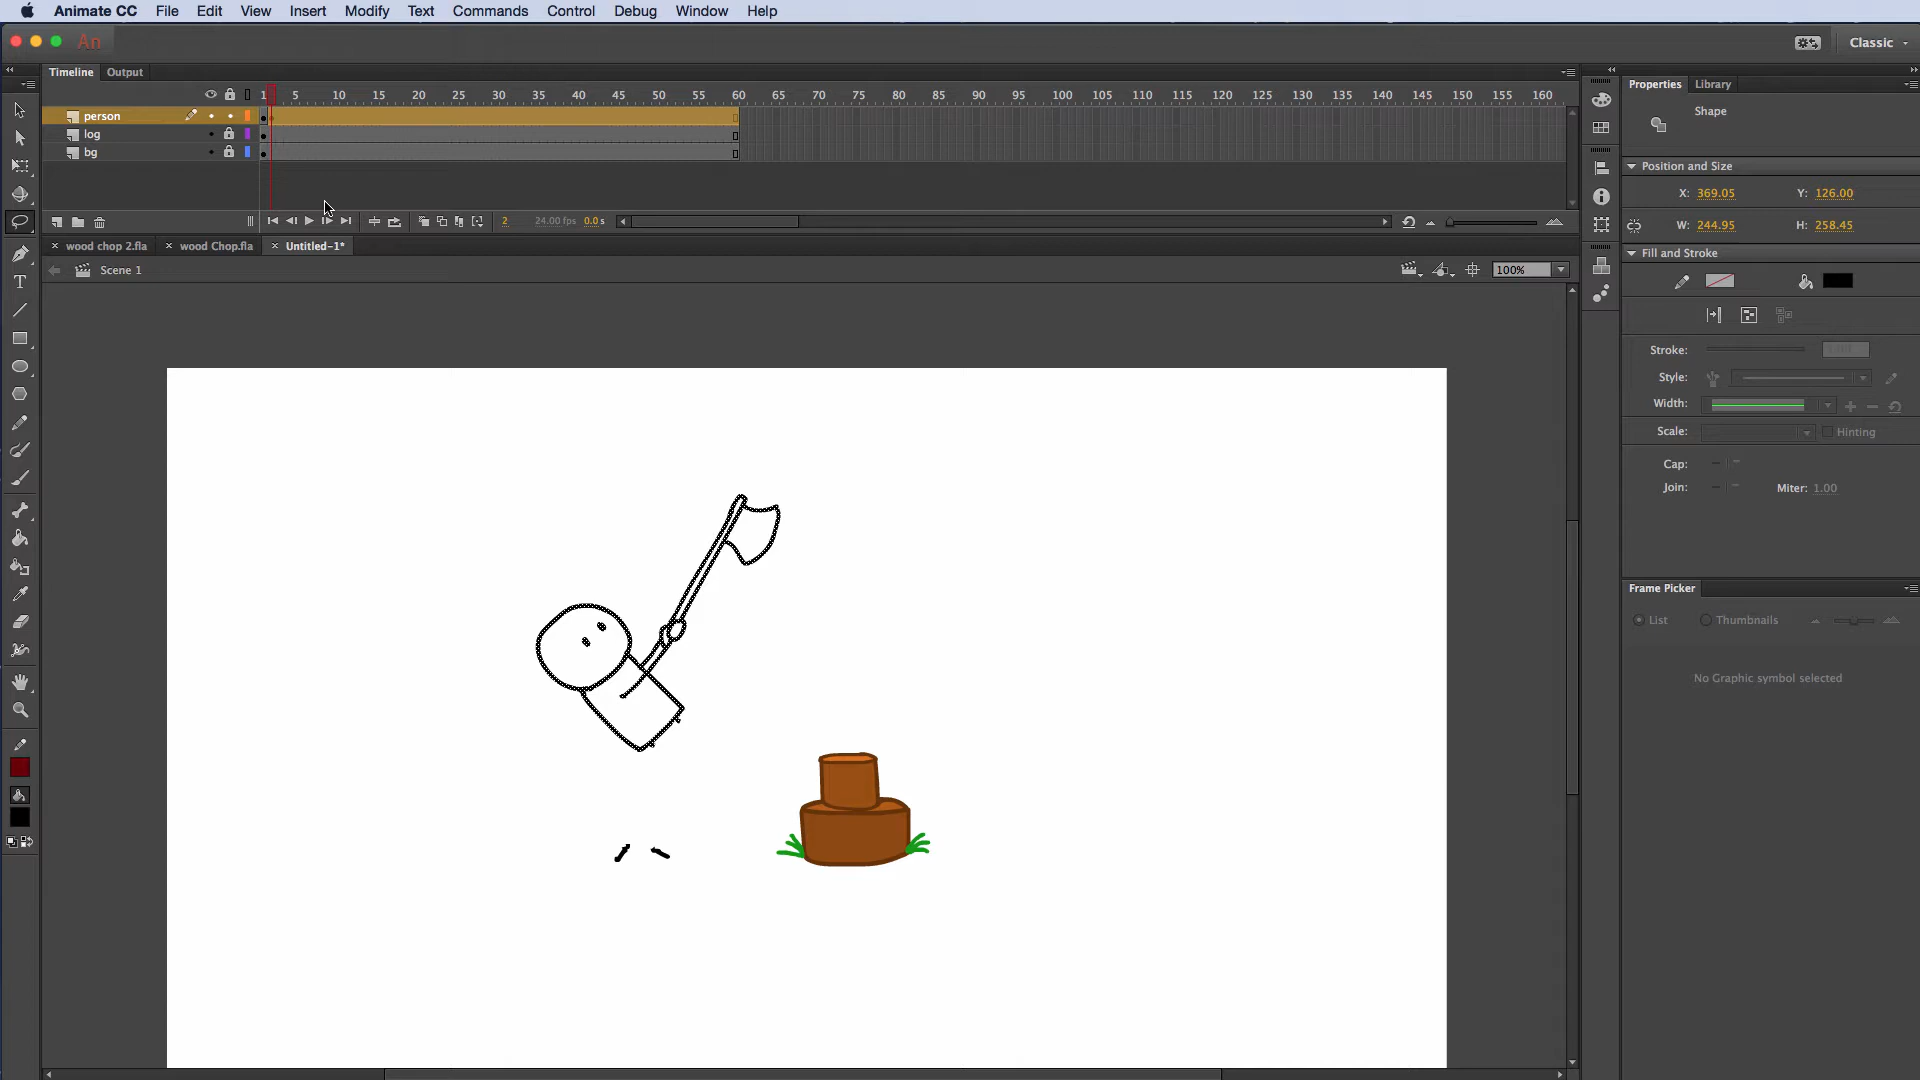 Animate CC File Edit View Insert Modify Text Commands Control Debug Window Help
An Classic
Timeline Output
1 5 10 15 20 25 30 35 40 45 50 55 60 65 70 75 80 85 90 95 100 105 110 115 120 125 130 135 140 145 150 155 160
person
log
bg
2 24.00 fps 0.0 s
wood chop 2.fla wood Chop.fla Untitled-1*
Scene 1 100%
Properties Library
Shape
Position and Size
X: 369.05 Y: 126.00
W: 244.95 H: 258.45
Fill and Stroke
Stroke:
Style:
Width:
Scale: Hinting
Cap:
Join: Miter: 1.00
Frame Picker
List Thumbnails
No Graphic symbol selected
T